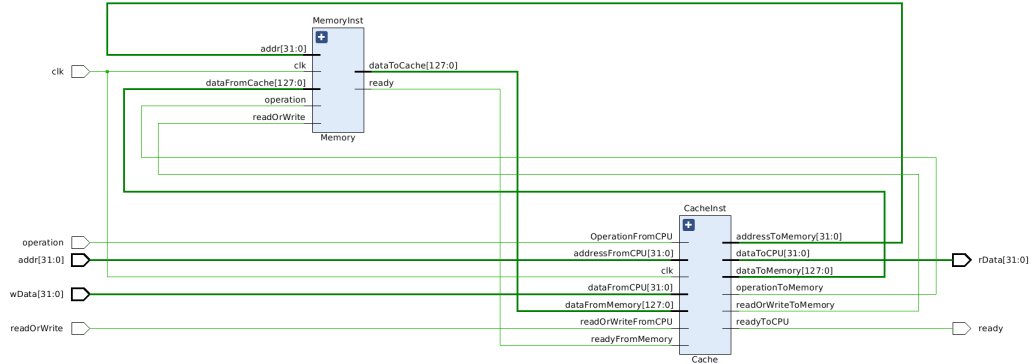 MemoryInst
addr[31:0]
clk
dataToCache[127:0]
clk
dataFromCache[127:0]
ready
operation
readOrWrite
Memory
CacheInst
operation
OperationFromCPU
addressToMemory[31:0]
addr[31:0]
addressFromCPU[31:0]
dataToCPU[31:0]
rData[31:0]
clk
dataToMemory[127:0]
wData[31:0]
dataFromCPU[31:0]
operationToMemory
dataFromMemory[127:0]
readOrWriteToMemory
readOrWrite
readOrWriteFromCPU
readyToCPU
ready
readyFromMemory
Cache